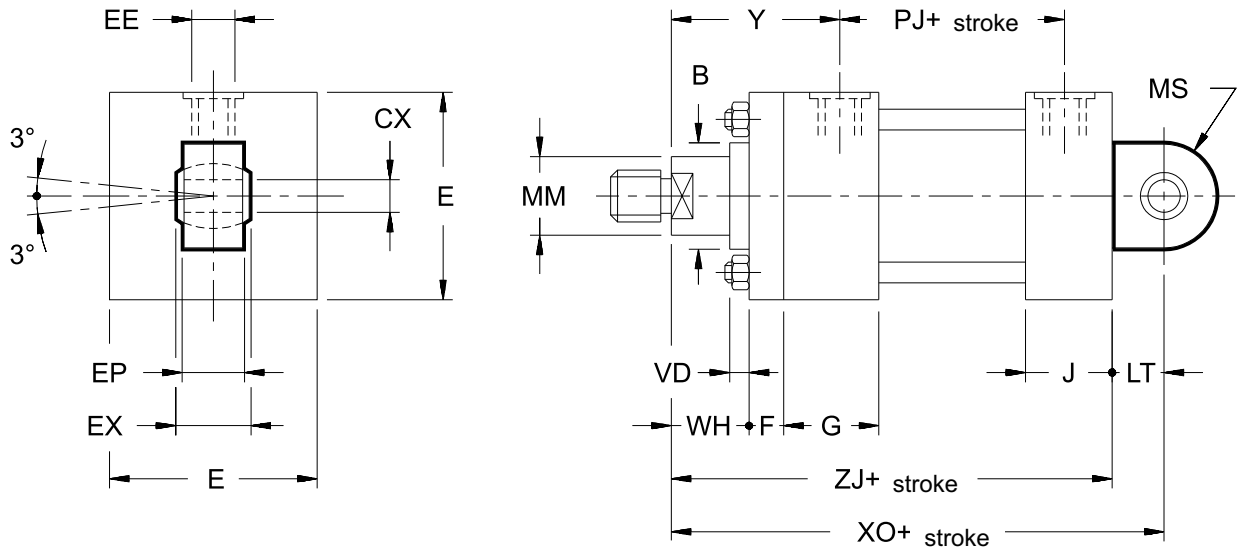 EE
Y
PJ+ stroke
B
MS
CX
3°
E
MM
3°
EP
VD
J
LT
EX
WH
F
G
E
ZJ+ stroke
XO+ stroke